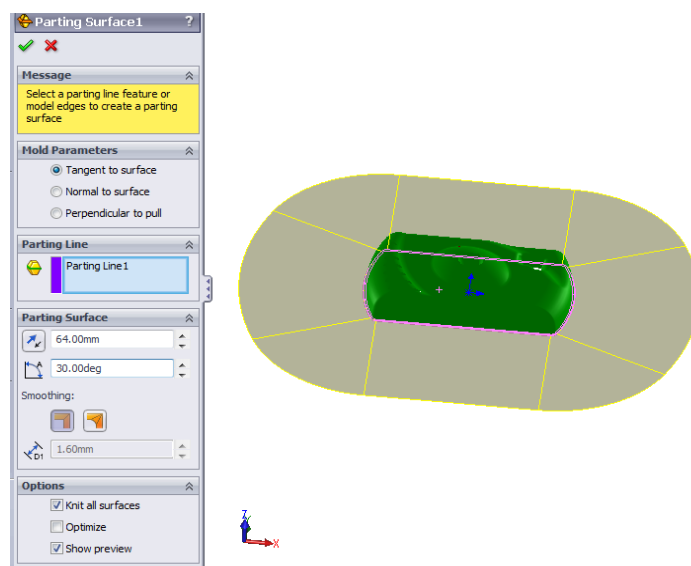 Parting Surface1 ?
Message
Select a parting line feature or
model edges to create a parting
surface
Mold Parameters
Tangent to surface
Normal to surface
Perpendicular to pull
Parting Line
Parting Line1
Parting Surface
64.00mm
A
30.00deg
Smoothing:
D1
1.60mm
Options
Knit all surfaces
Optimize
Show preview
Z
X